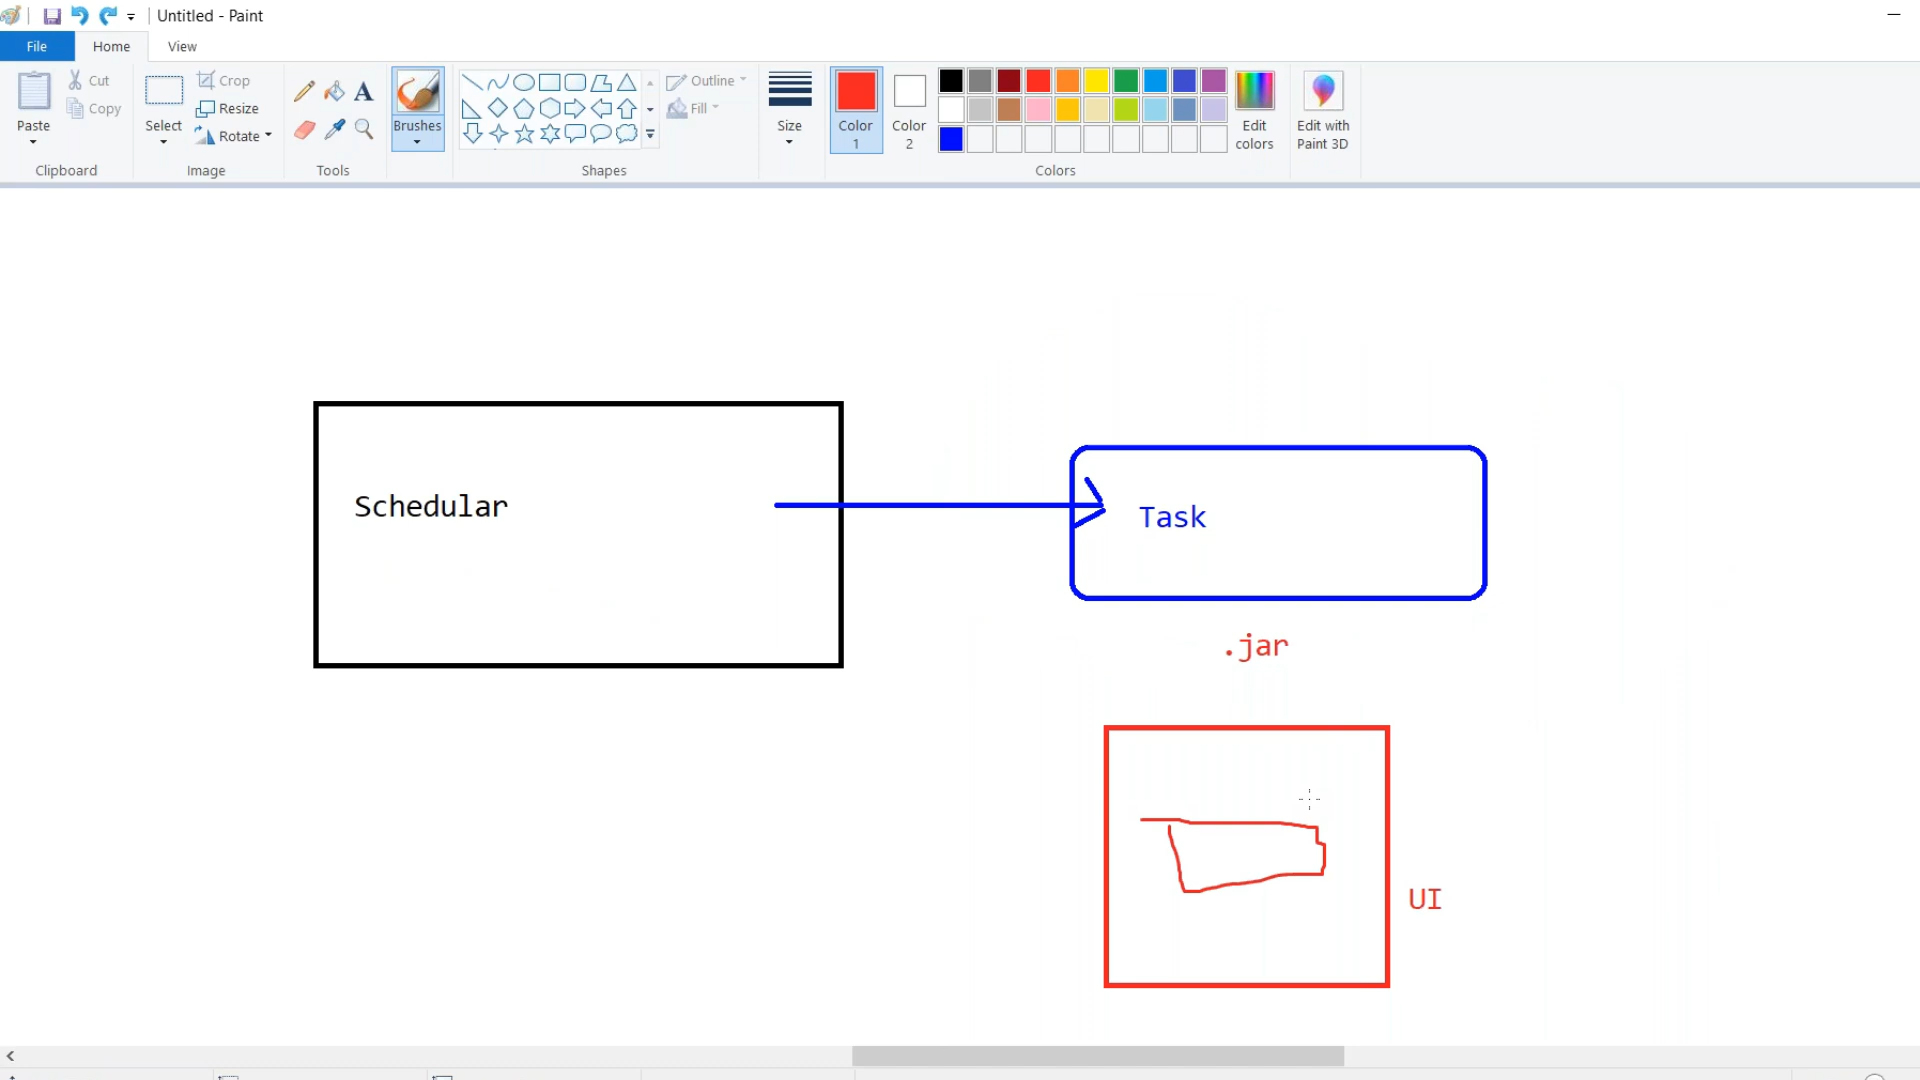 Untitled - Paint
File Home View
Paste
Cut
Copy
Clipboard
Select
Crop
Resize
Rotate
Image
A
Tools
Brushes
Shapes
Outline
Fill
Size
Color 1
Color 2
Edit colors
Colors
Edit with Paint 3D
Schedular
Task
.jar
UI